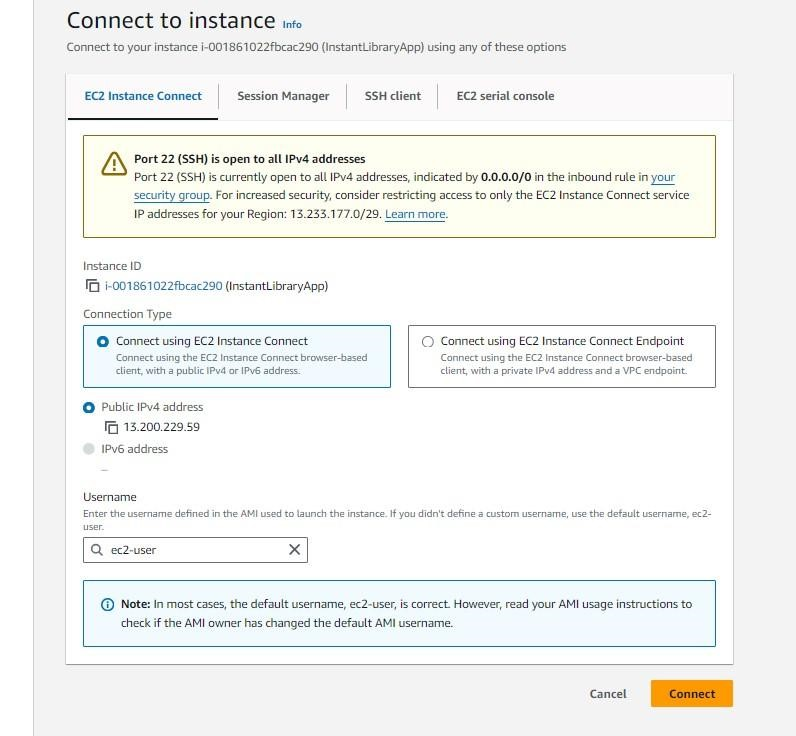 Connect to instance Info
Connect to your instance i-001861022fbcac290 (InstantLibraryApp) using any of these options
EC2 Instance Connect
Session Manager
SSH client
EC2 serial console
Port 22 (SSH) is open to all IPv4 addresses
Port 22 (SSH) is currently open to all IPv4 addresses, indicated by 0.0.0.0/0 in the inbound rule in your
security group. For increased security, consider restricting access to only the EC2 Instance Connect service
IP addresses for your Region: 13.233.177.0/29. Learn more.
Instance ID
i-001861022fbcac290 (InstantLibraryApp)
Connection Type
Connect using EC2 Instance Connect
Connect using the EC2 Instance Connect browser-based
client, with a public IPv4 or IPv6 address.
Connect using EC2 Instance Connect Endpoint
Connect using the EC2 Instance Connect browser-based
client, with a private IPv4 address and a VPC endpoint.
Public IPv4 address
13.200.229.59
IPv6 address
–
Username
Enter the username defined in the AMI used to launch the instance. If you didn't define a custom username, use the default username, ec2-
user.
ec2-user
Note: In most cases, the default username, ec2-user, is correct. However, read your AMI usage instructions to
check if the AMI owner has changed the default AMI username.
Cancel
Connect